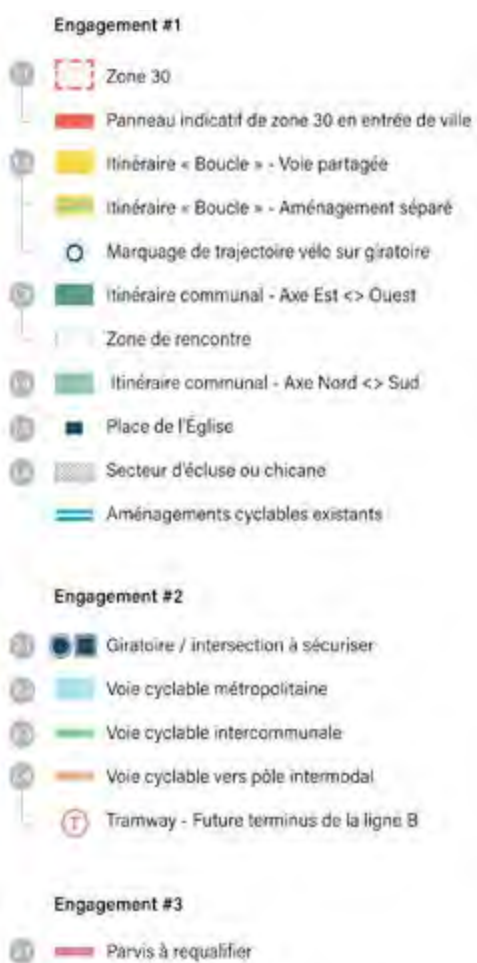 Engagement #1
Zone 30
Panneau indicatif de zone 30 en entrée de ville
Itinéraire « Boucle » - Voie partagée
Itinéraire « Boucle » - Aménagement séparé
Marquage de trajectoire vélo sur giratoire
Itinéraire communal - Axe Est <> Ouest
Zone de rencontre
Itinéraire communal - Axe Nord <> Sud
Place de l'Église
Secteur d'écluse ou chicane
Aménagements cyclables existants
Engagement #2
Giratoire / intersection à sécuriser
Voie cyclable métropolitaine
Voie cyclable intercommunale
Voie cyclable vers pôle intermodal
T Tramway - Future terminus de la ligne B
Engagement #3
Parvis à requalifier